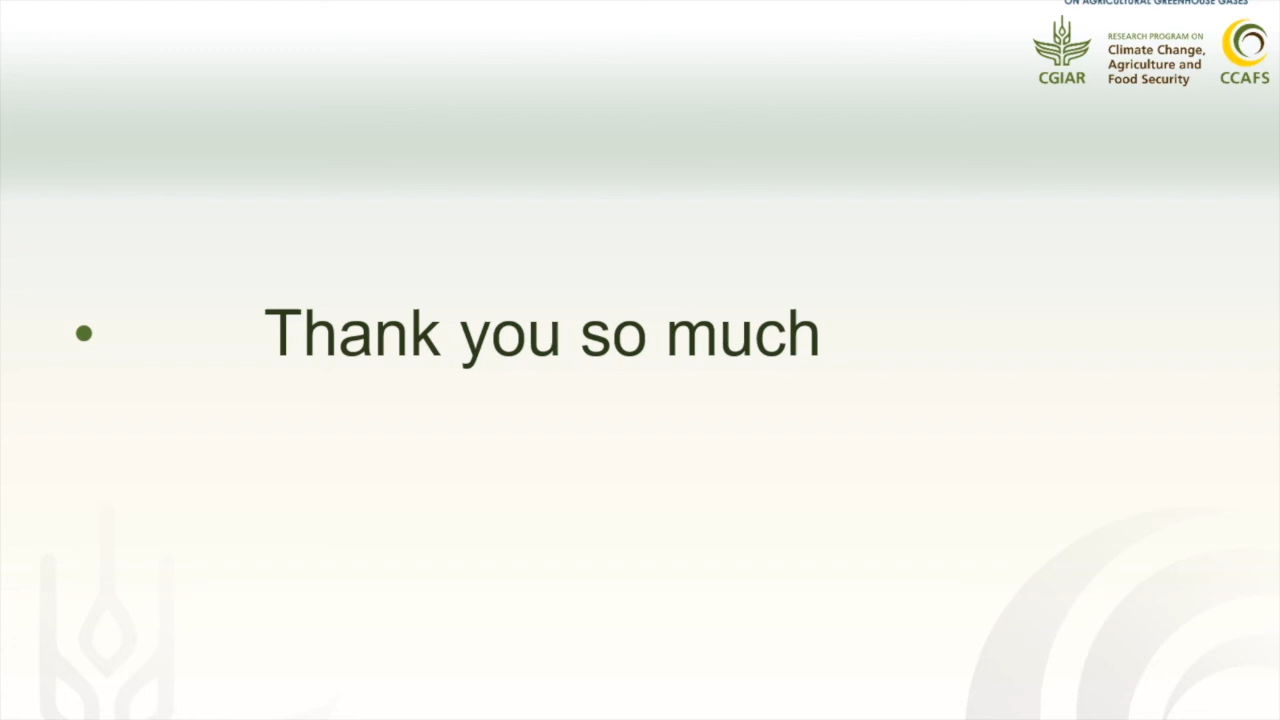 ON AGRICULTURAL GREENHOUSE GASES
RESEARCH PROGRAM ON
Climate Change,
Agriculture and
Food Security
CGIAR
CCAFS
• Thank you so much